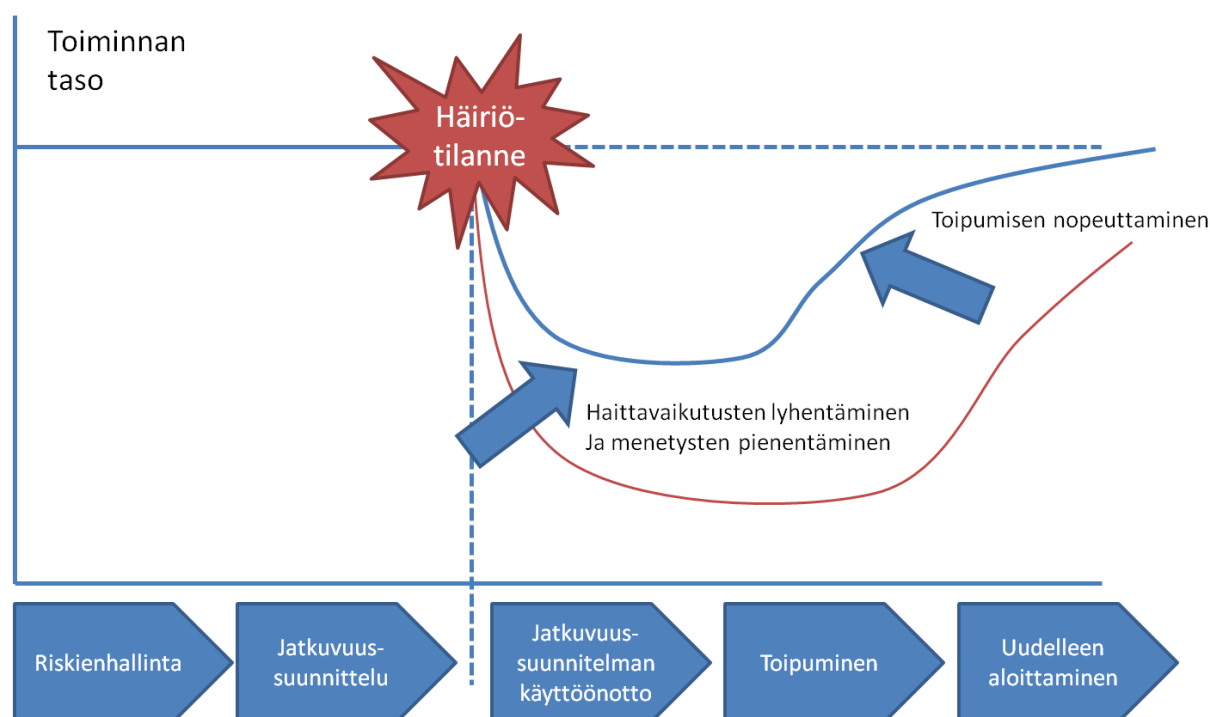 Toiminnan
taso
Häiriö-
tilanne
Toipumisen nopeuttaminen
Haittavaikutusten lyhentäminen
Ja menetysten pienentäminen
Riskienhallinta
Jatkuvuus-
suunnittelu
Jatkuvuus-
suunnitelman
käyttöönotto
Toipuminen
Uudelleen
aloittaminen